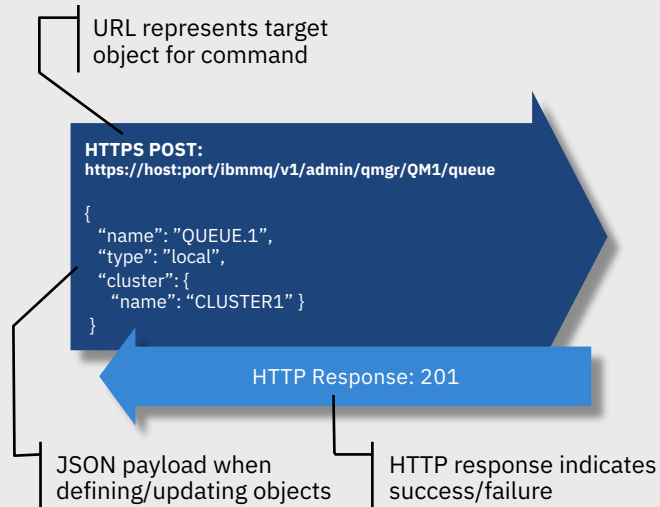 URL represents target
object for command
HTTPS POST:
https://host:port/ibmmq/v1/admin/qmgr/QM1/queue
{
“name”: ”QUEUE.1”,
“type”: ”local”,
“cluster”: {
“name”: “CLUSTER1” }
}
HTTP Response: 201
JSON payload when
defining/updating objects
HTTP response indicates
success/failure